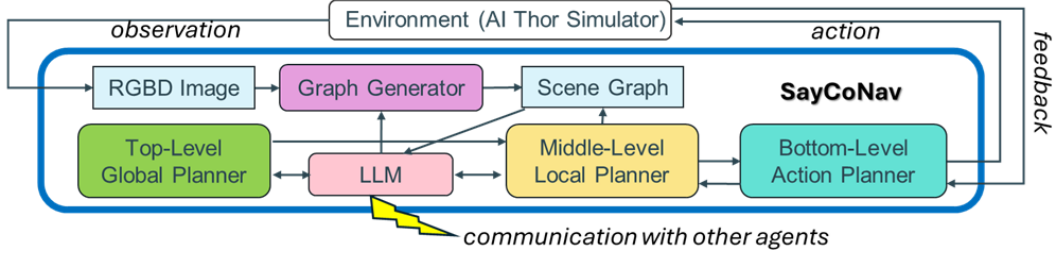 Environment (AI Thor Simulator)
observation
action
feedback
RGBD Image
Graph Generator
Scene Graph
SayCoNav
Top-Level
Global Planner
LLM
Middle-Level
Local Planner
Bottom-Level
Action Planner
communication with other agents